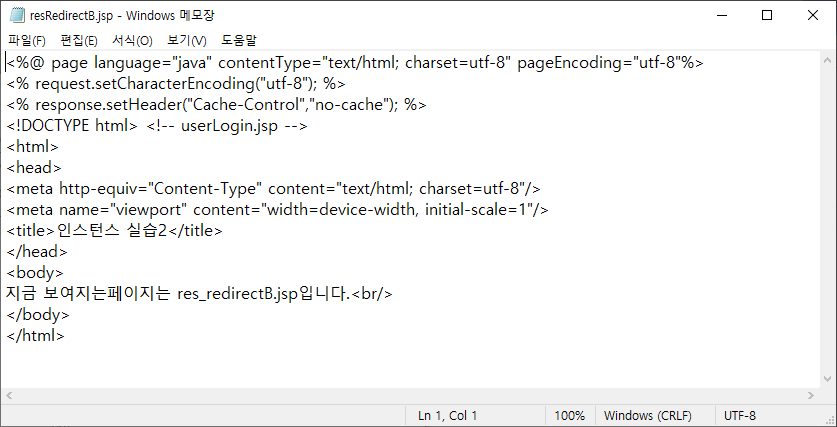 resRedirectB.jsp - Windows 메모장
파일(F) 편집(E) 서식(O) 보기(V) 도움말
<%@ page language="java" contentType="text/html; charset=utf-8" pageEncoding="utf-8"%>
<% request.setCharacterEncoding("utf-8"); %>
<% response.setHeader("Cache-Control","no-cache"); %>
<!DOCTYPE html> <!-- userLogin.jsp -->
<html>
<head>
<meta http-equiv="Content-Type" content="text/html; charset=utf-8"/>
<meta name="viewport" content="width=device-width, initial-scale=1"/>
<title>인스턴스 실습2</title>
</head>
<body>
지금 보여지는페이지는 res_redirectB.jsp입니다.<br/>
</body>
</html>
Ln 1, Col 1 100% Windows (CRLF) UTF-8